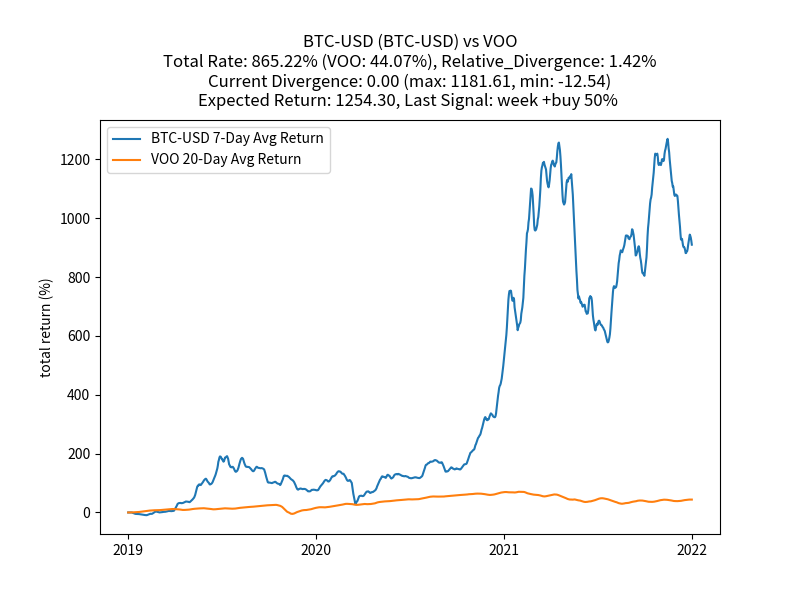 BTC-USD (BTC-USD) vs VOO
Total Rate: 865.22% (VOO: 44.07%), Relative_Divergence: 1.42%
Current Divergence: 0.00 (max: 1181.61, min: -12.54)
Expected Return: 1254.30, Last Signal: week +buy 50%
BTC-USD 7-Day Avg Return
VOO 20-Day Avg Return
total return (%)
1200
1000
800
600
400
200
0
2019
2020
2021
2022